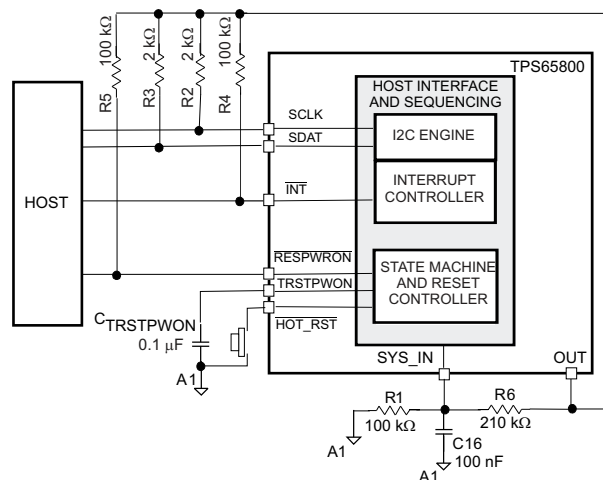 100 kΩ
2 kΩ
2 kΩ
100 kΩ
R5
R3
R2
R4
TPS65800
HOST INTERFACE
AND SEQUENCING
SCLK
I2C ENGINE
SDAT
HOST
INT
INTERRUPT
CONTROLLER
RESPWRON
TRSTPWON
STATE MACHINE
AND RESET
CONTROLLER
HOT_RST
CTRSTPWON
0.1 μF
A1
SYS_IN
OUT
R1
100 kΩ
R6
210 kΩ
A1
C16
100 nF
A1